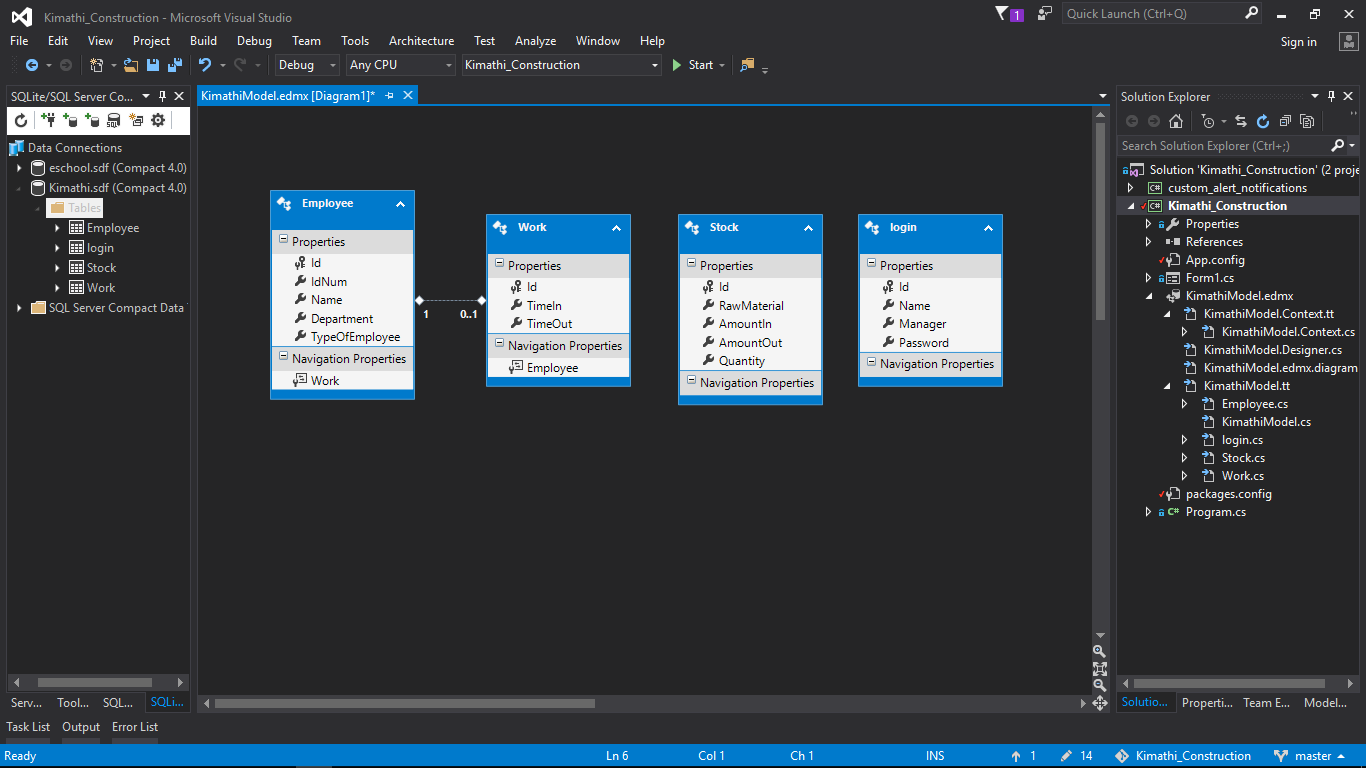 Kimathi_Construction - Microsoft Visual Studio
1
Quick Launch (Ctrl+Q)
File Edit View Project Build Debug Team Tools Architecture Test Analyze Window Help
Sign in
Debug Any CPU Kimathi_Construction Start
SQLite/SQL Server Co...
SQL
Data Connections
eschool.sdf (Compact 4.0)
Kimathi.sdf (Compact 4.0)
Tables
Employee
login
Stock
Work
SQL Server Compact Data
Serv... Tool... SQL... SQLi...
KimathiModel.edmx [Diagram1]*
Employee
Properties
Id
IdNum
Name
Department
TypeOfEmployee
Navigation Properties
Work
1 0..1
Work
Properties
Id
TimeIn
TimeOut
Navigation Properties
Employee
Stock
Properties
Id
RawMaterial
AmountIn
AmountOut
Quantity
Navigation Properties
login
Properties
Id
Name
Manager
Password
Navigation Properties
Solution Explorer
Search Solution Explorer (Ctrl+;)
Solution 'Kimathi_Construction' (2 proje
C# custom_alert_notifications
C# Kimathi_Construction
Properties
References
App.config
Form1.cs
KimathiModel.edmx
KimathiModel.Context.tt
KimathiModel.Context.cs
KimathiModel.Designer.cs
KimathiModel.edmx.diagram
KimathiModel.tt
Employee.cs
KimathiModel.cs
login.cs
Stock.cs
Work.cs
packages.config
C# Program.cs
Solutio... Properti... Team E... Model...
Task List Output Error List
Ready Ln 6 Col 1 Ch 1 INS 1 14 Kimathi_Construction master